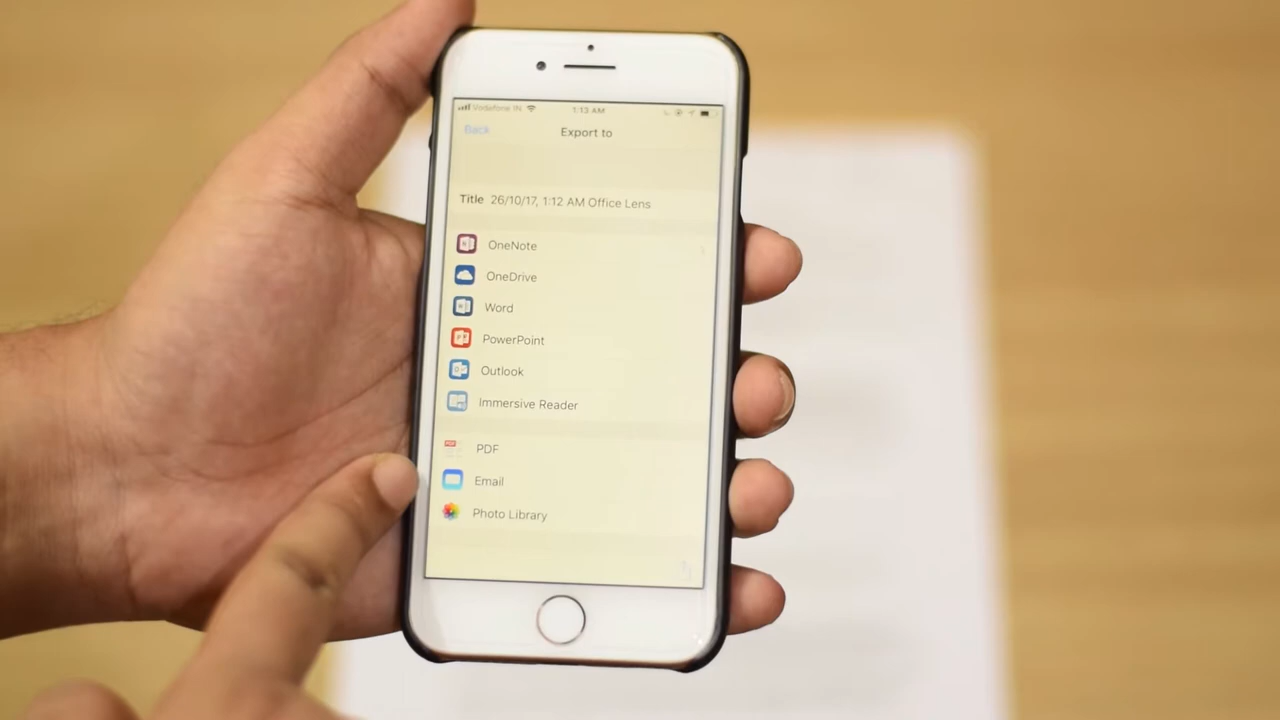 Vodafone IN 1:13 AM
Back Export to
Title 26/10/17, 1:12 AM Office Lens
OneNote
OneDrive
Word
PowerPoint
Outlook
Immersive Reader
PDF
Email
Photo Library